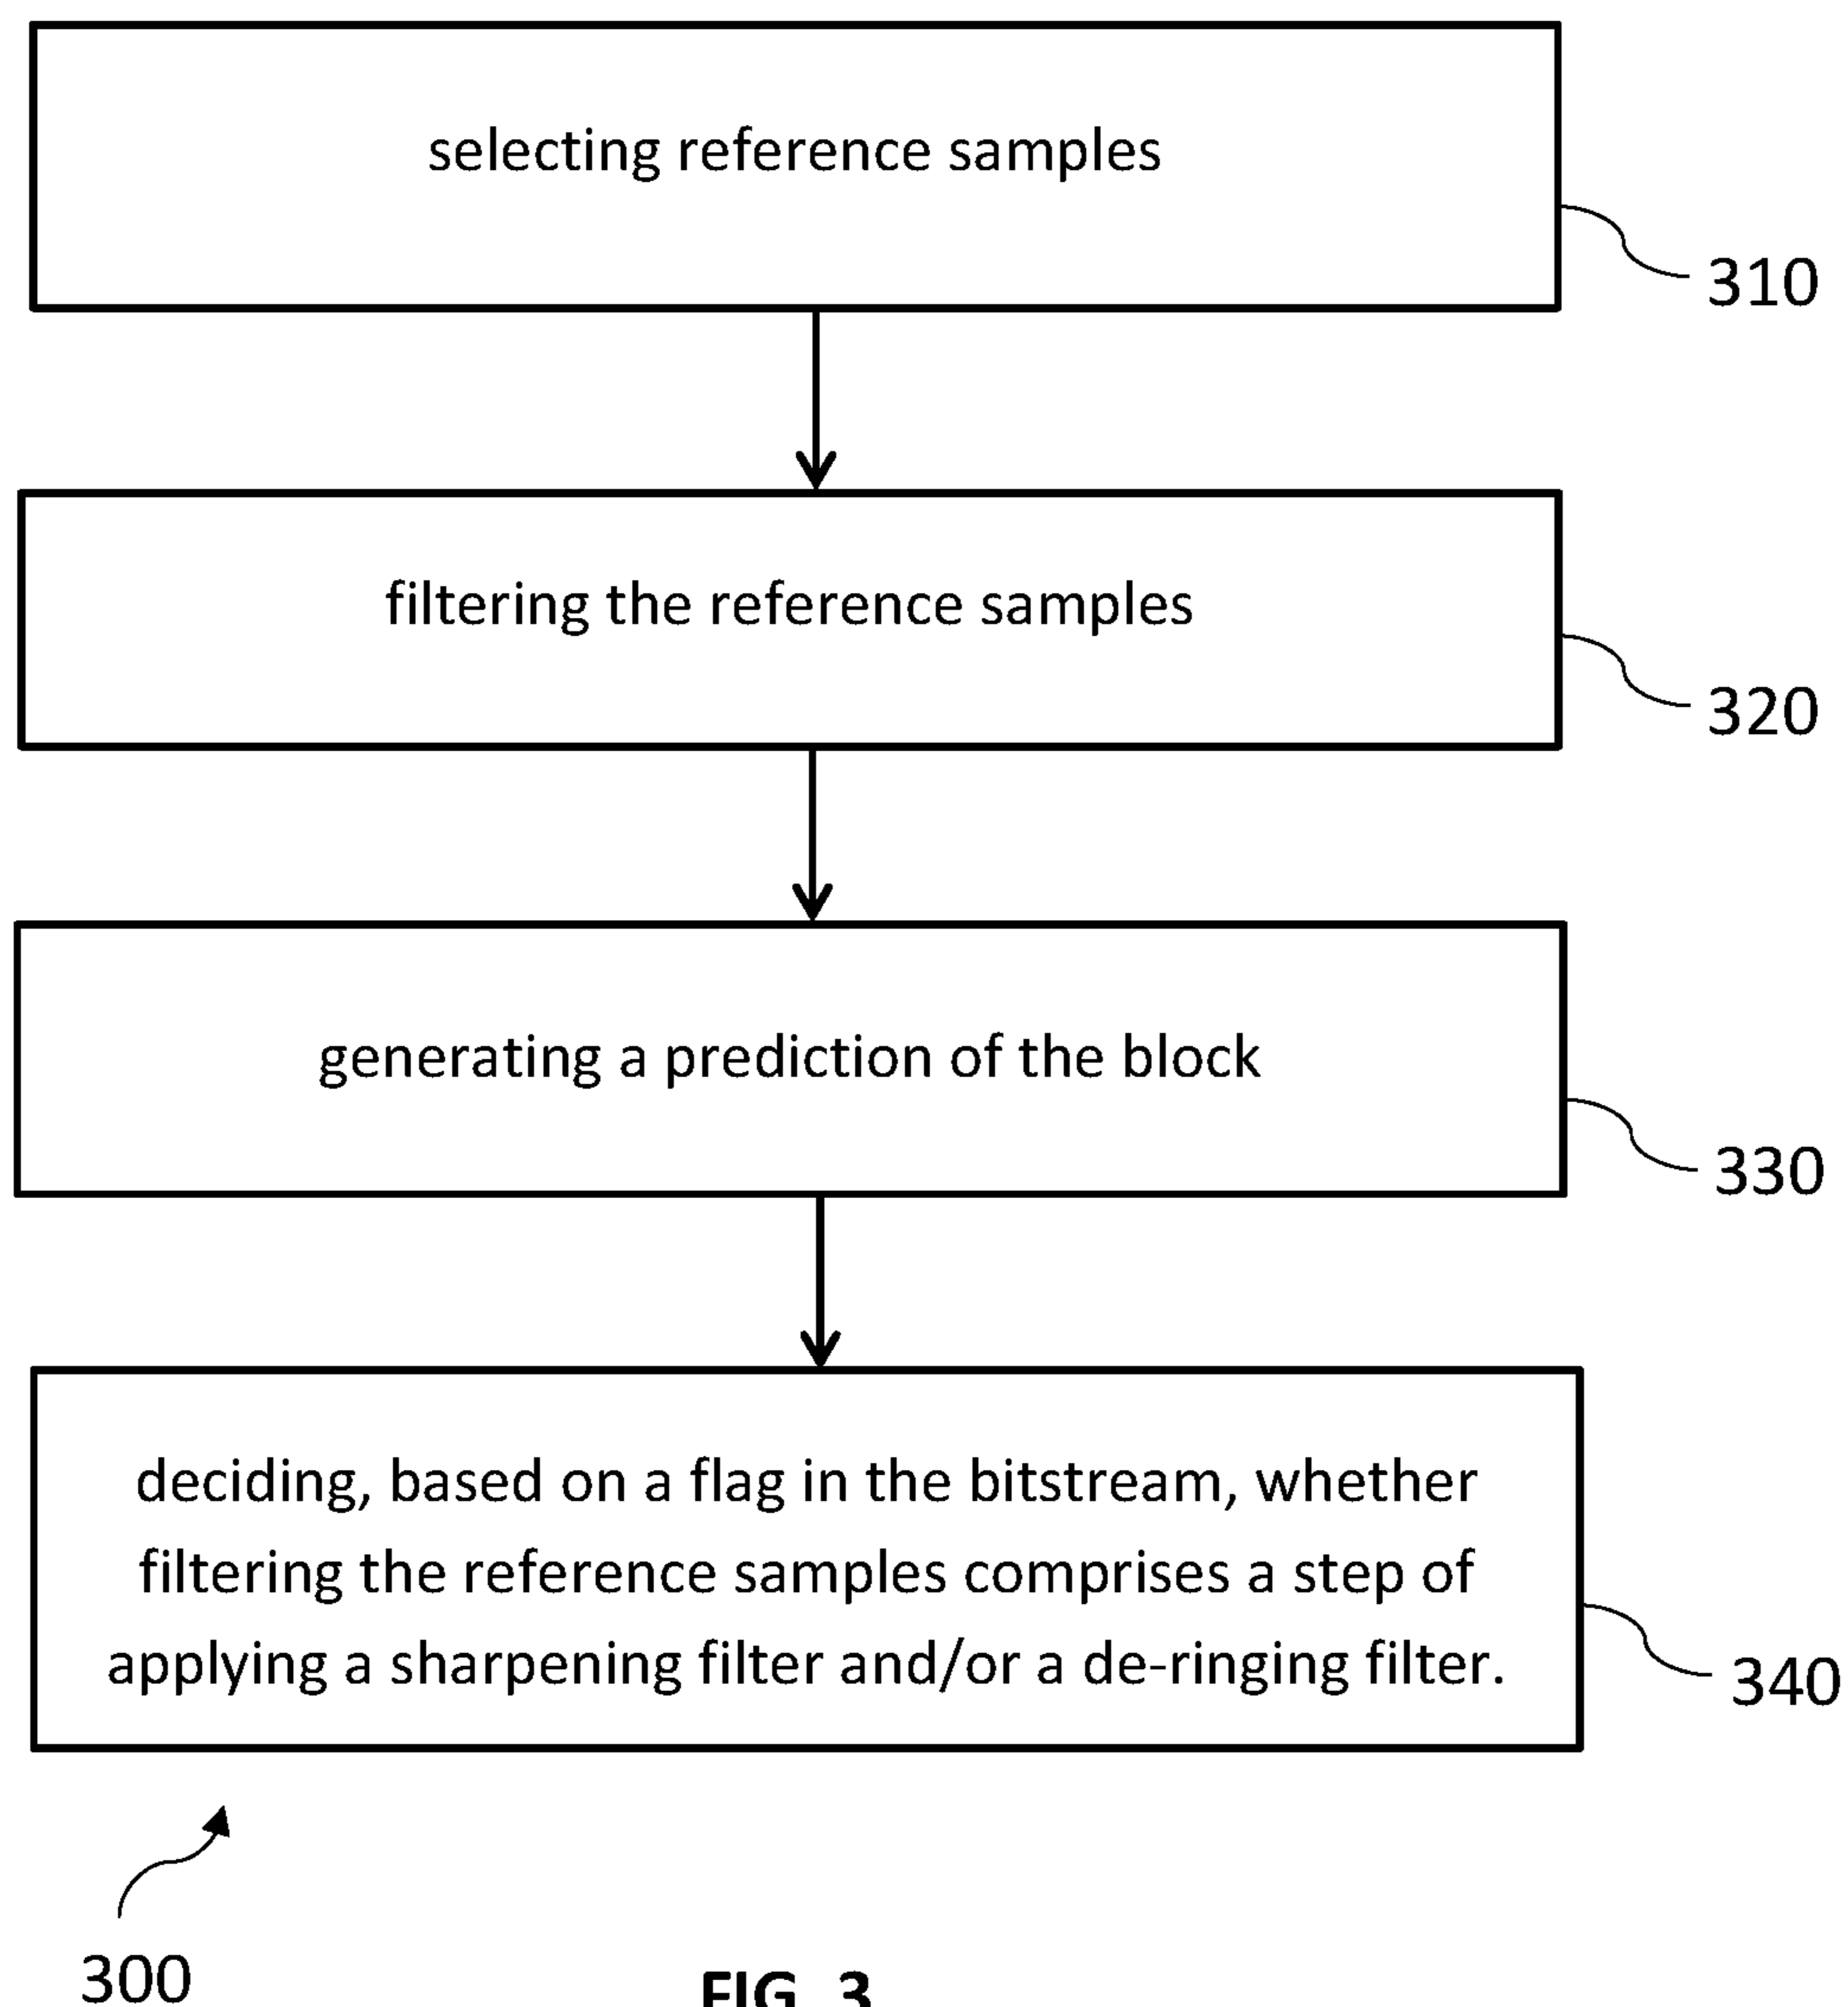 selecting reference samples
310
filtering the reference samples
320
generating a prediction of the block
330
deciding, based on a flag in the bitstream, whether
filtering the reference samples comprises a step of
applying a sharpening filter and/or a de-ringing filter.
340
300
FIG. 3